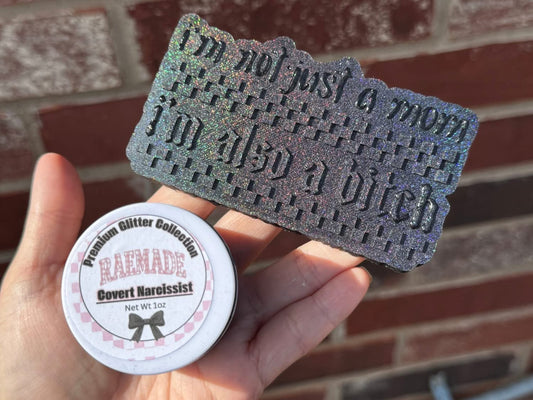 i'm not just a mom
i'm also a bitch
Premium Glitter Collection
RAEMADE
Covert Narcissist
Net Wt 1oz